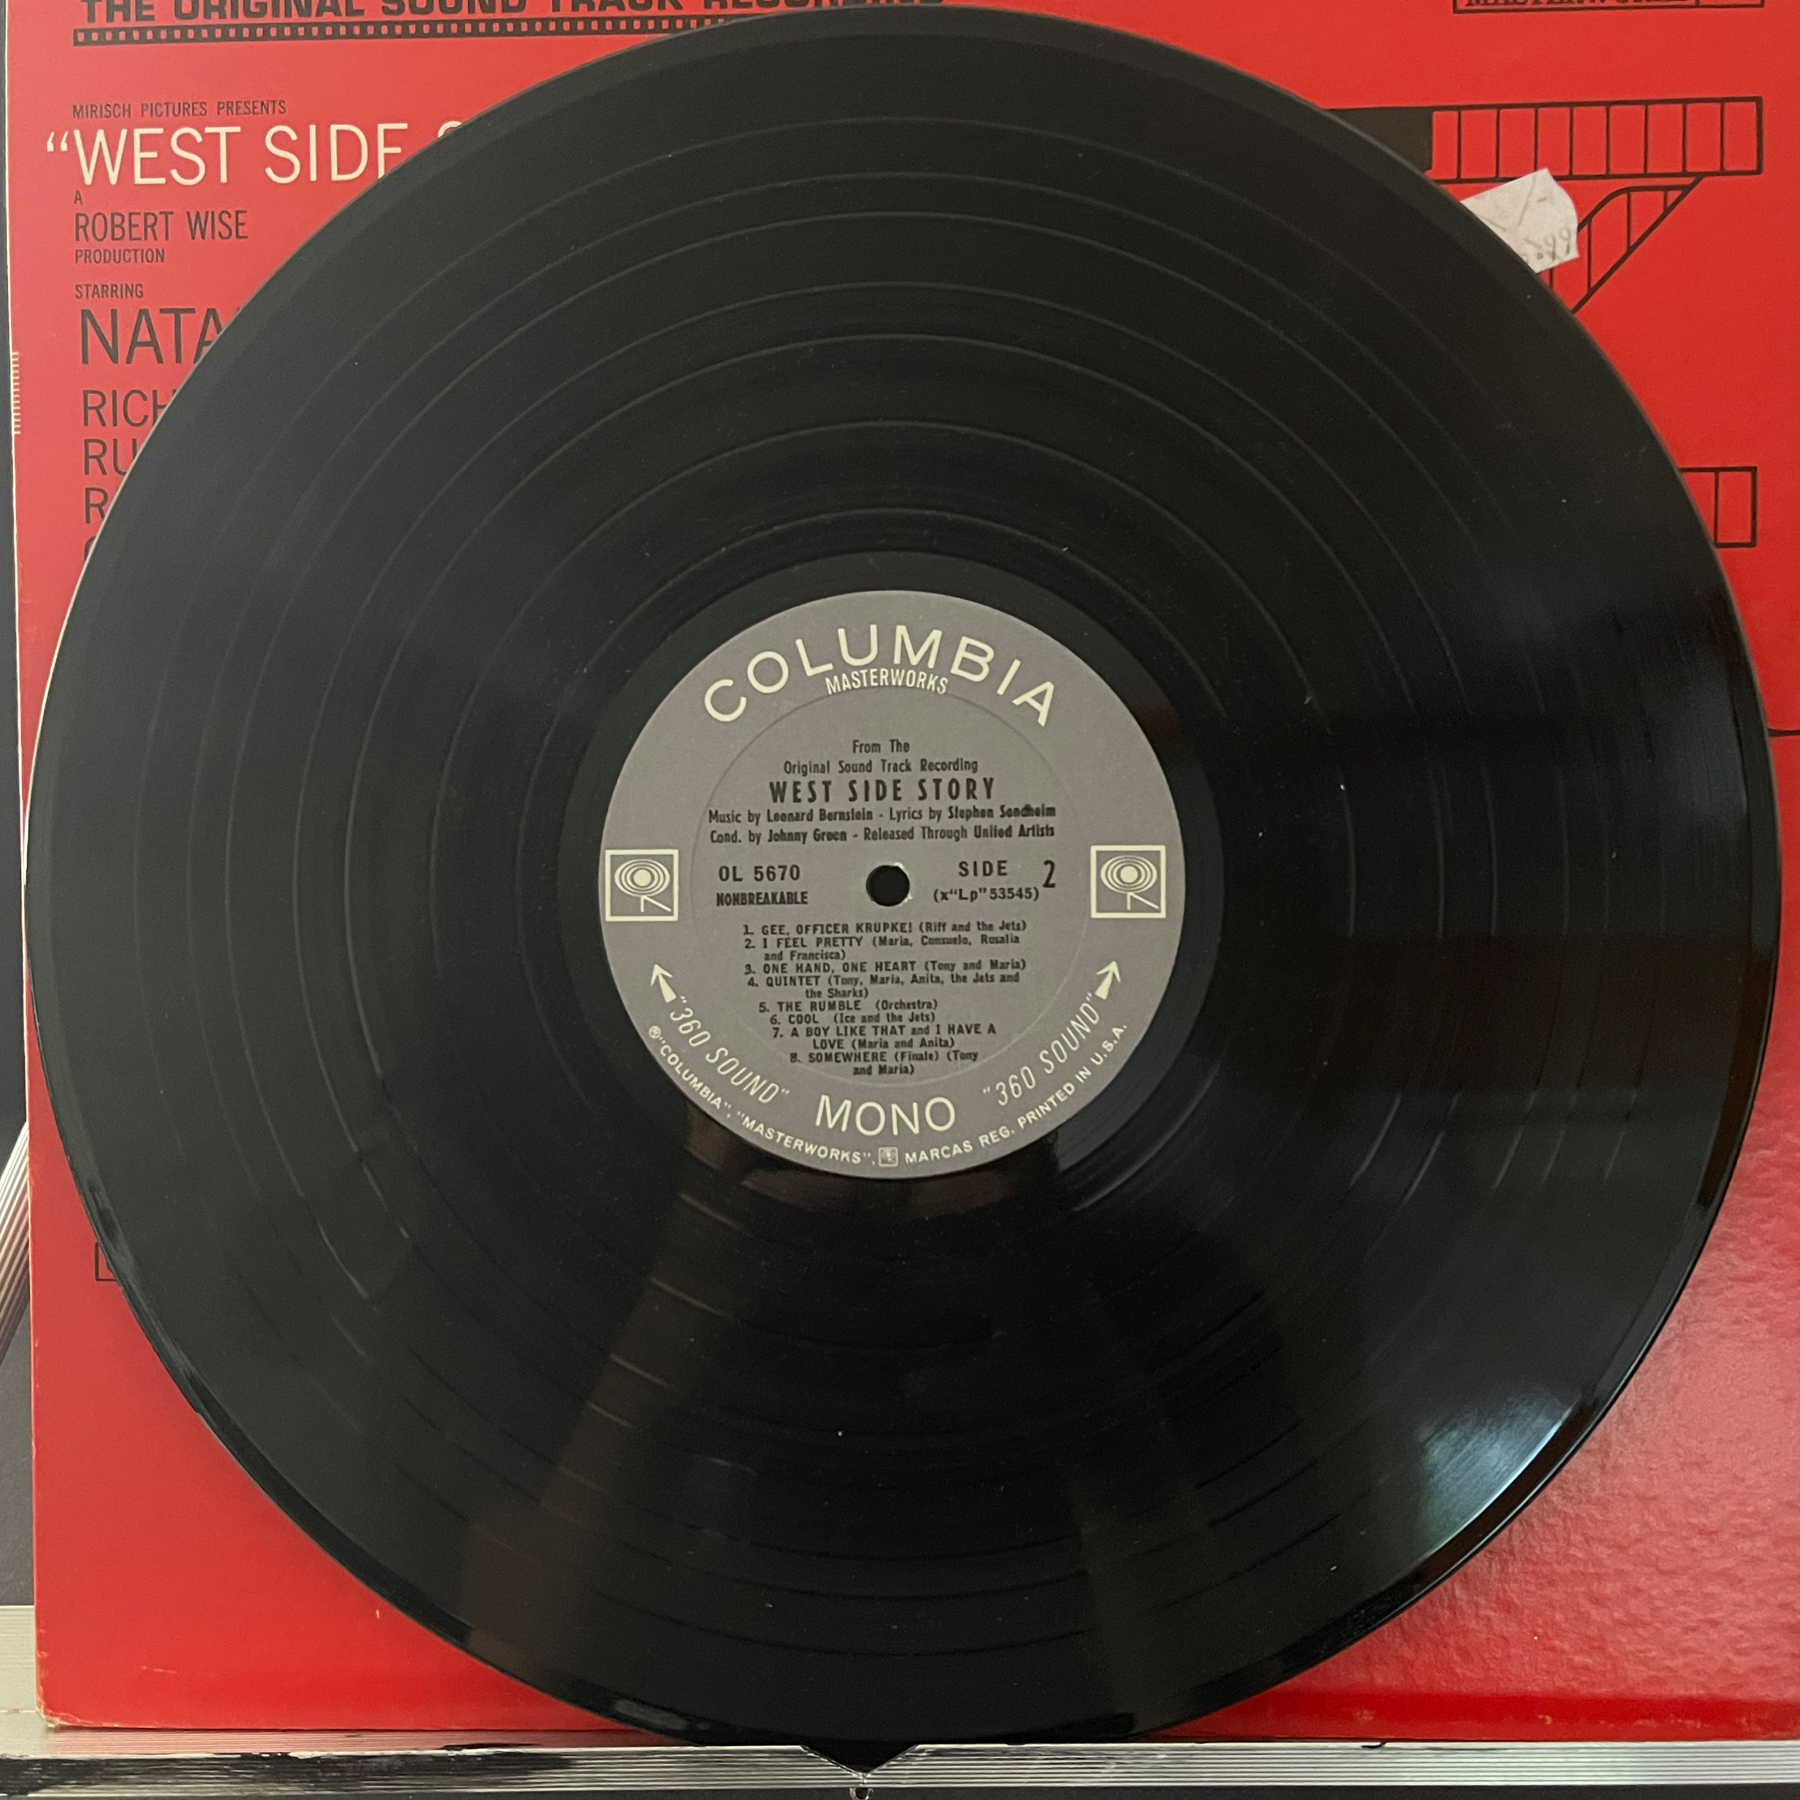 THE ORIGINAL SOUND TRACK RECORDING
MIRISCH PICTURES PRESENTS
"WEST SIDE
A
ROBERT WISE
PRODUCTION
STARRING
NATA
RICH
RU
COLUMBIA
MASTERWORKS
From The
Original Sound Track Recording
WEST SIDE STORY
Music by Leonard Bernstein - Lyrics by Stephen Sondheim
Cond. by Johnny Green - Released Through United Artists
OL 5670
NONBREAKABLE
SIDE 2
(x"Lp"53545)
1. GEE, OFFICER KRUPKE! (Riff and the Jets)
2. I FEEL PRETTY (Maria, Consuelo, Rosalia
and Francisca)
3. ONE HAND, ONE HEART (Tony and Maria)
4. QUINTET (Tony, Maria, Anita, the Jets and
the Sharks)
5. THE RUMBLE (Orchestra)
6. COOL (Ice and the Jets)
7. A BOY LIKE THAT and I HAVE A
LOVE (Maria and Anita)
8. SOMEWHERE (Finale) (Tony
and Maria)
"360 SOUND" MONO "360 SOUND"
®"COLUMBIA", "MASTERWORKS", MARCAS REG. PRINTED IN U.S.A.